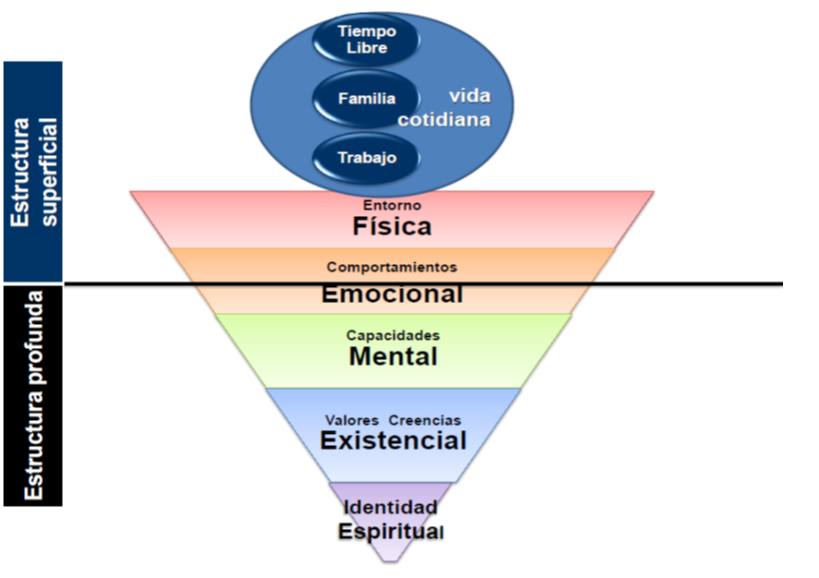 Tiempo
Libre
Familia
vida
cotidiana
Trabajo
Estructura
superficial
Entorno
Física
Comportamientos
Emocional
Capacidades
Mental
Estructura profunda
Valores Creencias
Existencial
Identidad
Espiritual